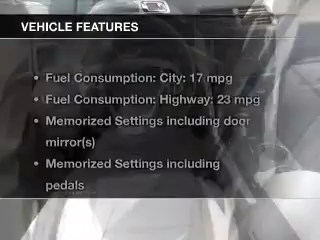 VEHICLE FEATURES
• Fuel Consumption: City: 17 mpg
• Fuel Consumption: Highway: 23 mpg
• Memorized Settings including door
mirror(s)
• Memorized Settings including
pedals